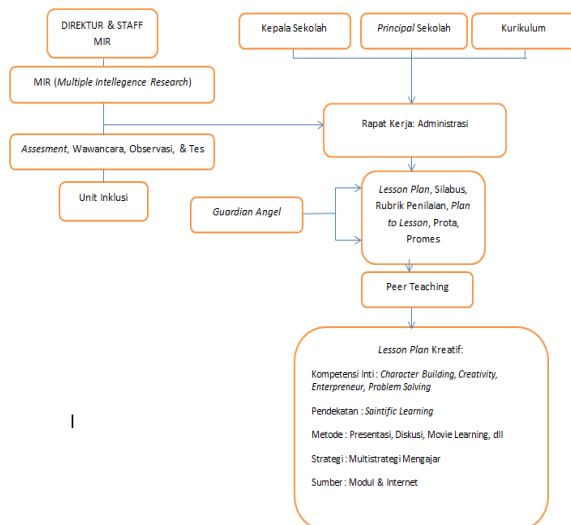 DIREKTUR & STAFF
MIR
Kepala Sekolah
Principal Sekolah
Kurikulum
MIR (Multiple Intellegence Research)
Rapat Kerja: Administrasi
Assesment, Wawancara, Observasi, & Tes
Unit Inklusi
Guardian Angel
Lesson Plan, Silabus,
Rubrik Penilaian, Plan
to Lesson, Prota,
Promes
Peer Teaching
Lesson Plan Kreatif:
Kompetensi Inti : Character Building, Creativity,
Enterpreneur, Problem Solving
Pendekatan : Saintific Learning
Metode : Presentasi, Diskusi, Movie Learning, dll
Strategi : Multistrategi Mengajar
Sumber : Modul & Internet